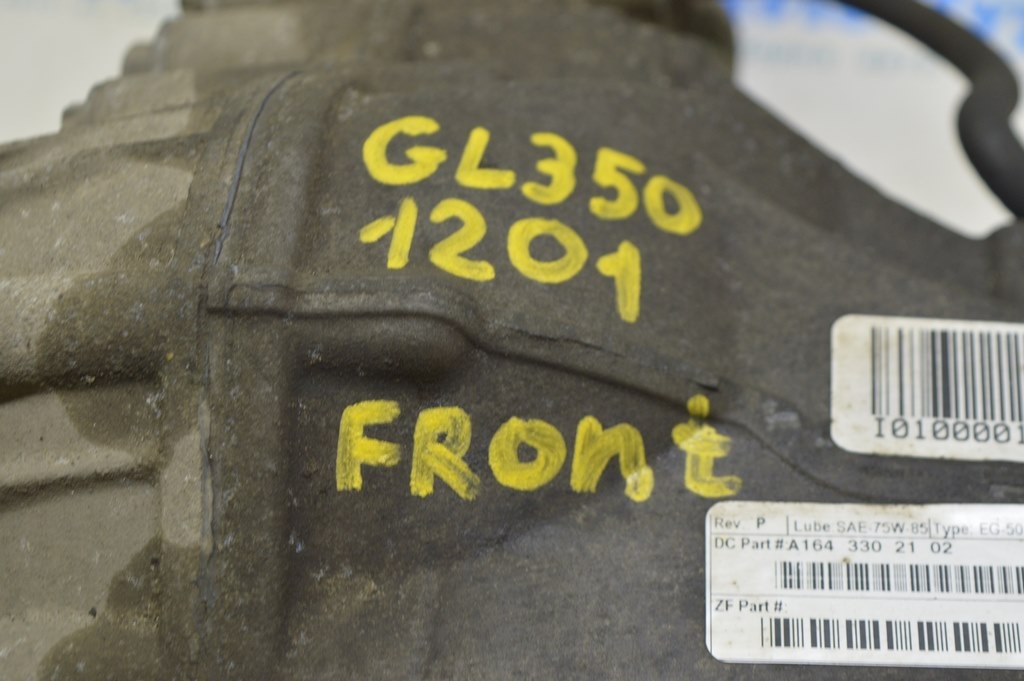 GL350
1201
FRONt
I0100001
Rev P Lube SAE 75W-85 Type: EG-50
DC Part# A164 330 21 02
ZF Part #: